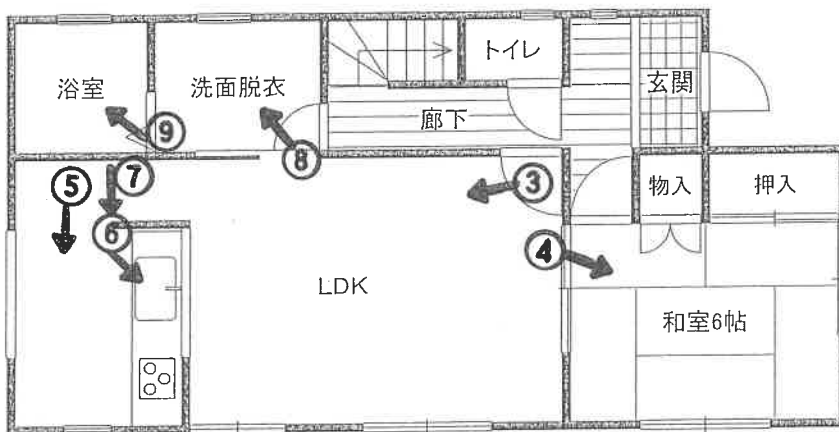 トイレ
浴室
洗面脱衣
玄関
廊下
⑨
⑧
⑦
⑤
③
物入
押入
⑥
④
LDK
和室6帖